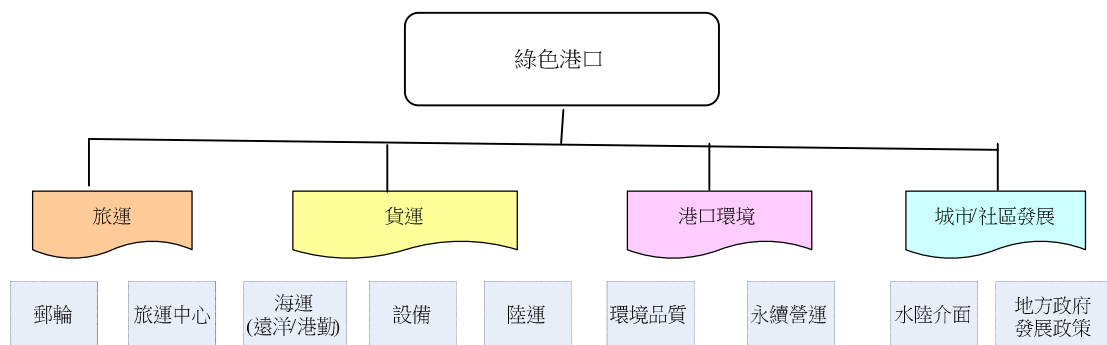 綠色港口
旅運
貨運
港口環境
城市/社區發展
郵輪
旅運中心
海運
(遠洋/港勤)
設備
陸運
環境品質
永續營運
水陸介面
地方政府
發展政策